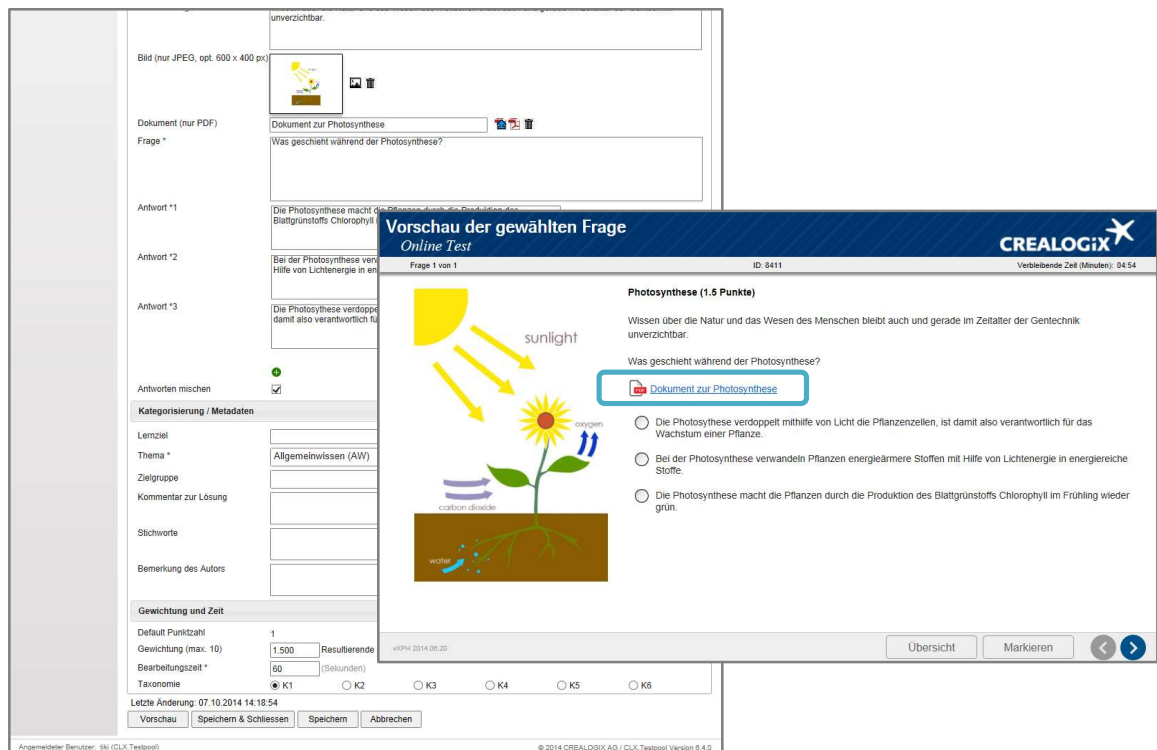 unverzichtbar.
Bild (nur JPEG, opt. 600 x 400 px)
Dokument (nur PDF)
Dokument zur Photosynthese
Frage *
Was geschieht während der Photosynthese?
Antwort *1
Die Photosynthese macht die Pflanzen durch die Produktion des
Blattgrünstoffs Chlorophyll
Antwort *2
Bei der Photosynthese
Hilfe von Lichtenergie in
Antwort *3
Die Photosythese
damit also verantwortlich
Antworten mischen
Kategorisierung / Metadaten
Lernziel
Thema *
Allgemeinwissen (AW)
Zielgruppe
Kommentar zur Lösung
Stichworte
Bemerkung des Autors
Gewichtung und Zeit
Default Punktzahl
1
Gewichtung (max. 10)
1.500
Resultierende
Bearbeitungszeit *
60
(Sekunden)
Taxonomie
K1 K2 K3 K4 K5 K6
Letzte Änderung: 07.10.2014 14:18:54
Vorschau Speichern & Schliessen Speichern Abbrechen
Angemeldeter Benutzer: tiki (CLX.Testpool)
© 2014 CREALOGIX AG / CLX.Testpool Version 6.4.0
Vorschau der gewählten Frage
Online Test
CREALOGiX
Frage 1 von 1
ID: 8411
Verbleibende Zeit (Minuten): 04:54
sunlight
oxygen
carbon dioxide
water
Photosynthese (1.5 Punkte)
Wissen über die Natur und das Wesen des Menschen bleibt auch und gerade im Zeitalter der Gentechnik
unverzichtbar.
Was geschieht während der Photosynthese?
PDF Dokument zur Photosynthese
Die Photosythese verdoppelt mithilfe von Licht die Pflanzenzellen, ist damit also verantwortlich für das
Wachstum einer Pflanze.
Bei der Photosynthese verwandeln Pflanzen energieärmere Stoffen mit Hilfe von Lichtenergie in energiereiche
Stoffe.
Die Photosynthese macht die Pflanzen durch die Produktion des Blattgrünstoffs Chlorophyll im Frühling wieder
grün.
eXPH 2014.06.20
Übersicht Markieren